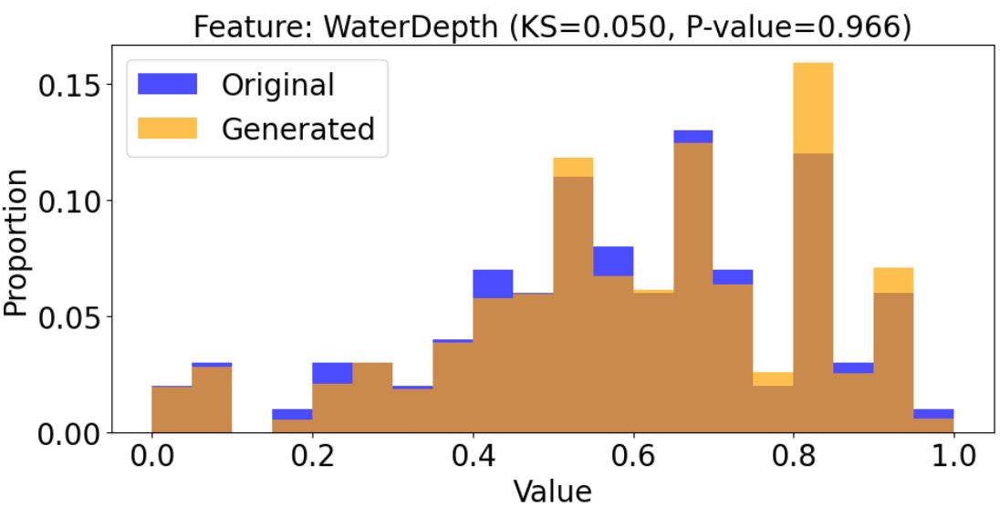 Feature: WaterDepth (KS=0.050, P-value=0.966)
Original
Generated
Proportion
0.15
0.10
0.05
0.00
0.0 0.2 0.4 0.6 0.8 1.0
Value